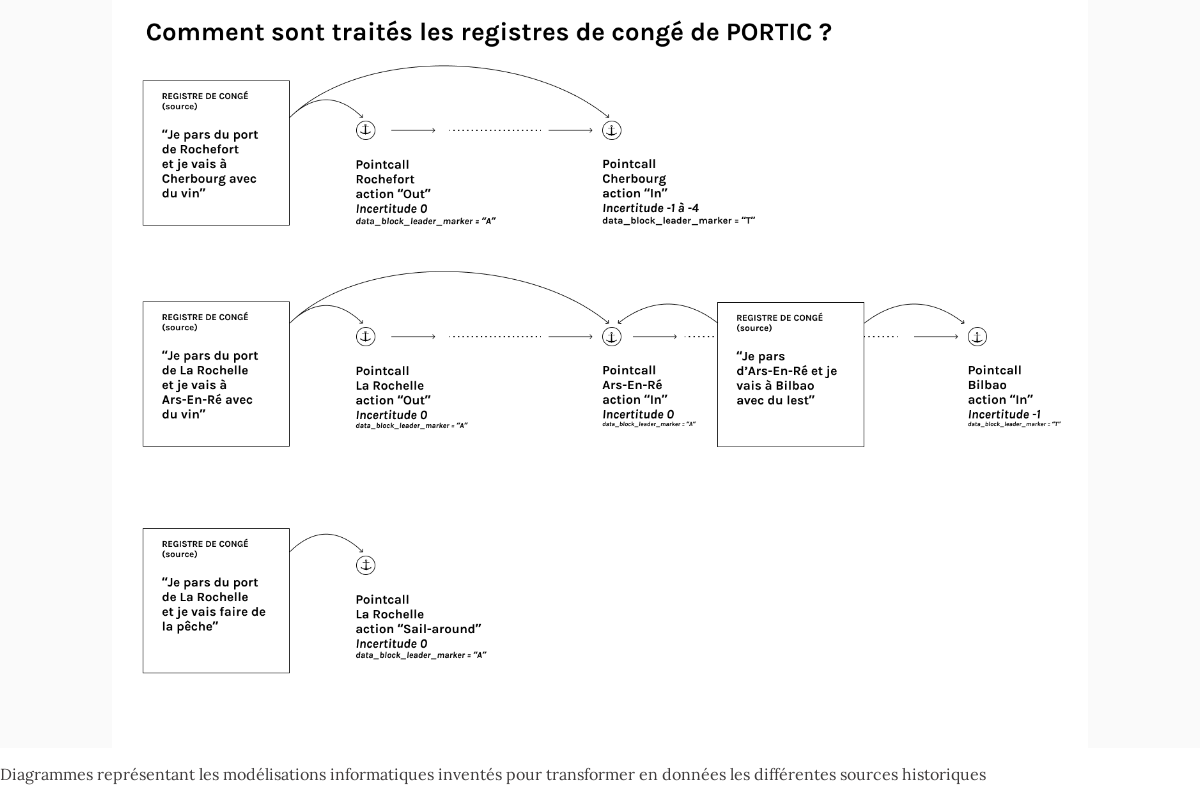 Comment sont traités les registres de congé de PORTIC ?
REGISTRE DE CONGÉ
(source)
“Je pars du port
de Rochefort
et je vais à
Cherbourg avec
du vin”
Pointcall
Rochefort
action “Out”
Incertitude 0
data_block_leader_marker = “A”
Pointcall
Cherbourg
action “In”
Incertitude -1 à -4
data_block_leader_marker = “T”
REGISTRE DE CONGÉ
(source)
“Je pars du port
de La Rochelle
et je vais à
Ars-En-Ré avec
du vin”
Pointcall
La Rochelle
action “Out”
Incertitude 0
data_block_leader_marker = “A”
Pointcall
Ars-En-Ré
action “In”
Incertitude 0
data_block_leader_marker = “A”
REGISTRE DE CONGÉ
(source)
“Je pars
d’Ars-En-Ré et je
vais à Bilbao
avec du lest”
Pointcall
Bilbao
action “In”
Incertitude -1
data_block_leader_marker = “T”
REGISTRE DE CONGÉ
(source)
“Je pars du port
de La Rochelle
et je vais faire de
la pêche”
Pointcall
La Rochelle
action “Sail-around”
Incertitude 0
data_block_leader_marker = “A”
Diagrammes représentant les modélisations informatiques inventés pour transformer en données les différentes sources historiques